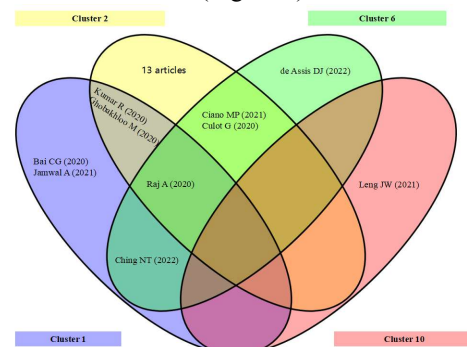 Cluster 2
Cluster 6
13 articles
de Assis DJ (2022)
Kumar R (2020)
Ghobakhloo M (2020)
Ciano MP (2021)
Culot G (2020)
Bai CG (2020)
Jamwal A (2021)
Raj A (2020)
Leng JW (2021)
Ching NT (2022)
Cluster 1
Cluster 10